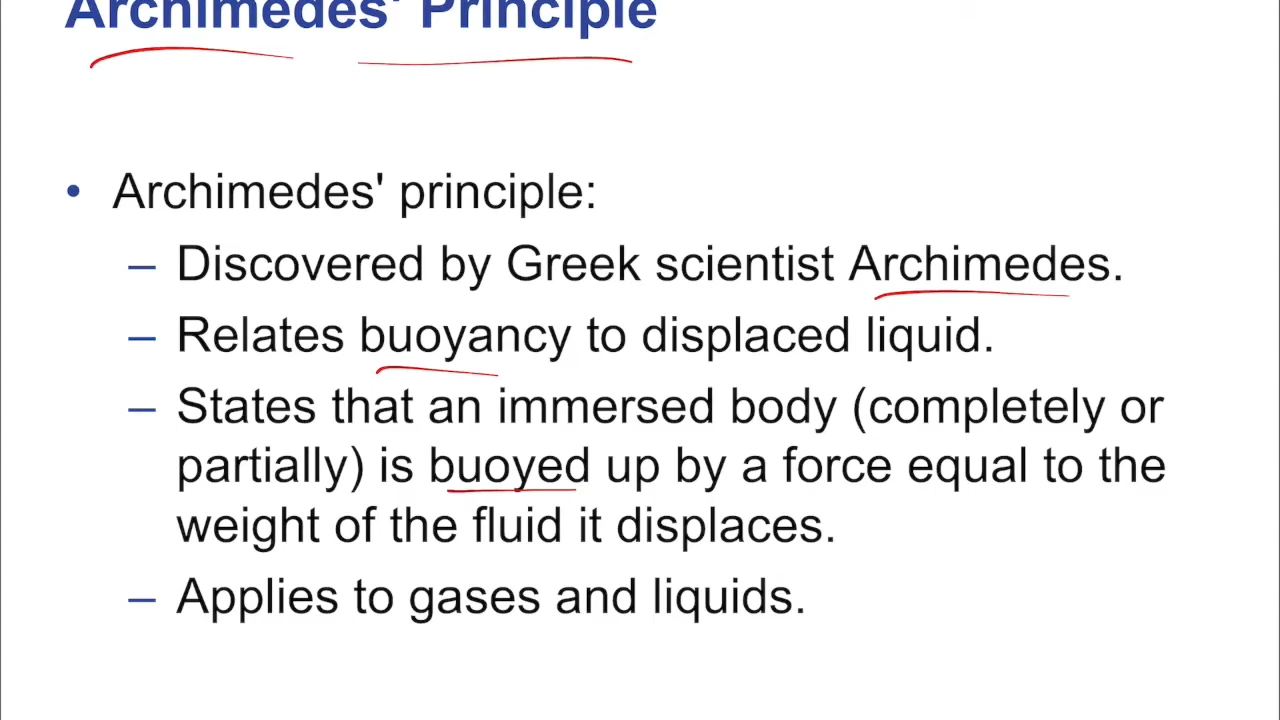 Archimedes' Principle
• Archimedes' principle:
– Discovered by Greek scientist Archimedes.
– Relates buoyancy to displaced liquid.
– States that an immersed body (completely or
partially) is buoyed up by a force equal to the
weight of the fluid it displaces.
– Applies to gases and liquids.